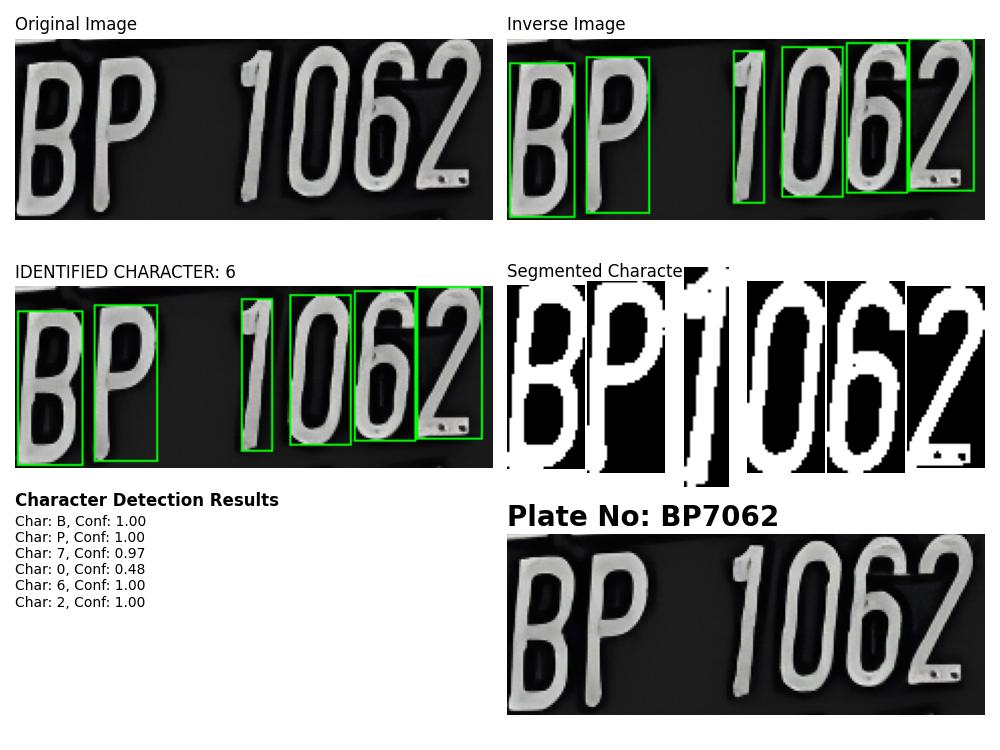 Original Image
BP 1062
Inverse Image
BP 1062
IDENTIFIED CHARACTER: 6
BP 1062
Segmented Characte
BP1062
Character Detection Results
Char: B, Conf: 1.00
Char: P, Conf: 1.00
Char: 7, Conf: 0.97
Char: 0, Conf: 0.48
Char: 6, Conf: 1.00
Char: 2, Conf: 1.00
Plate No: BP7062
BP 1062